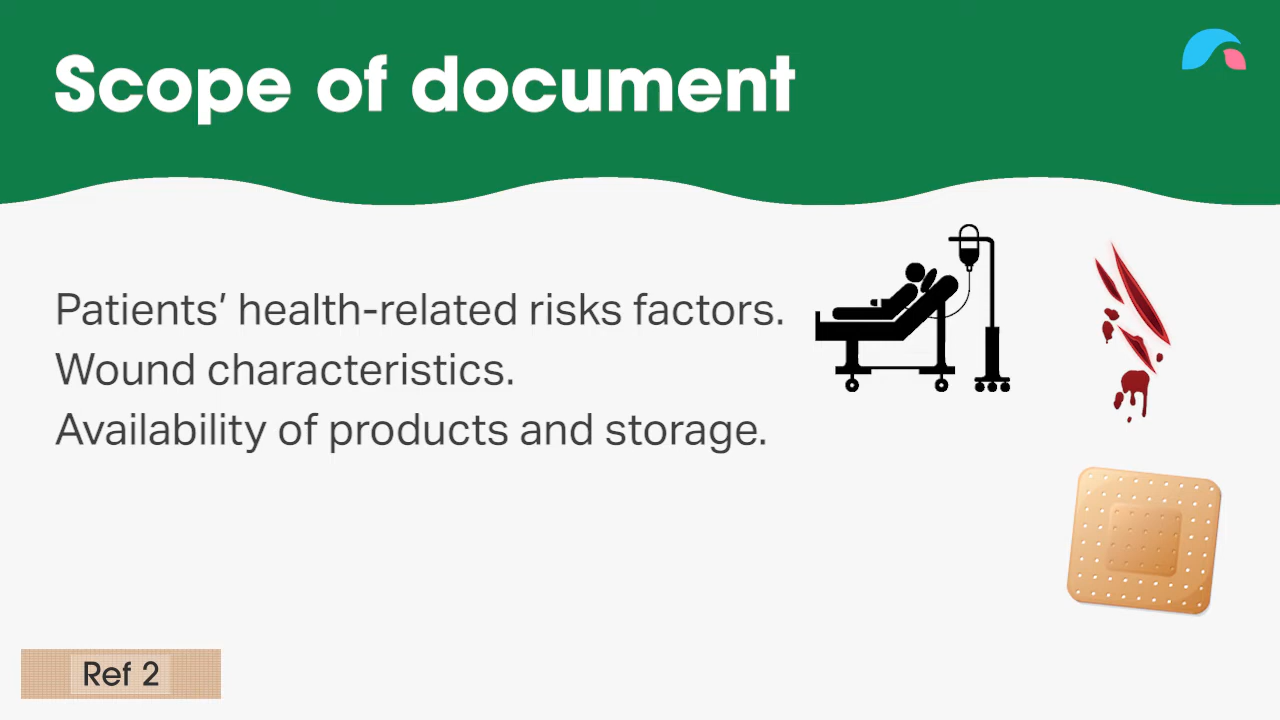 Scope of document
Patients’ health-related risks factors.
Wound characteristics.
Availability of products and storage.
Ref 2